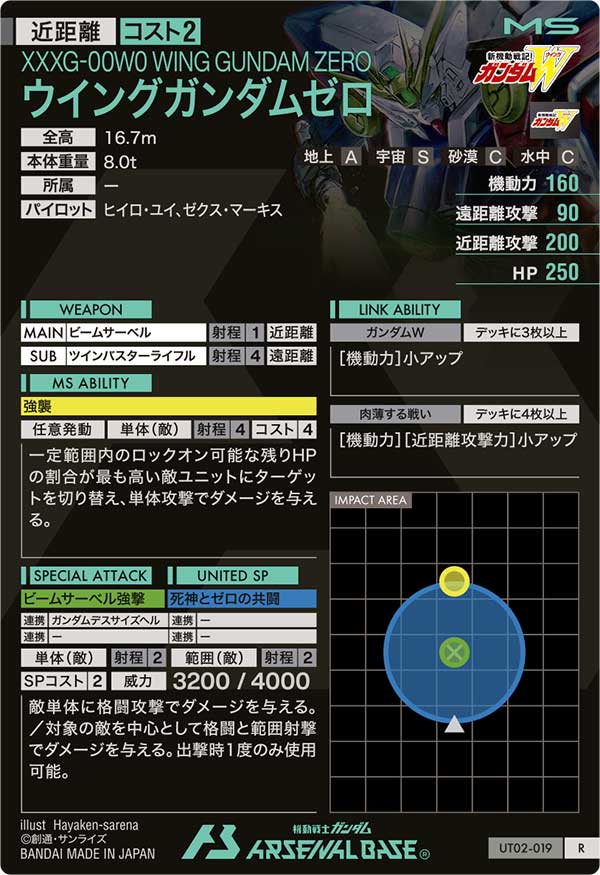 近距離 コスト2 MS
XXXG-00W0 WING GUNDAM ZERO
ウイングガンダムゼロ
新機動戦記
ガンダムW
ウイング
全高 16.7m
本体重量 8.0t
所属 ー
パイロット ヒイロ・ユイ、ゼクス・マーキス
地上 A 宇宙 S 砂漠 C 水中 C
機動力 160
遠距離攻撃 90
近距離攻撃 200
HP 250
WEAPON
MAIN ビームサーベル 射程 1 近距離
SUB ツインバスターライフル 射程 4 遠距離
MS ABILITY
強襲
任意発動 単体(敵) 射程 4 コスト 4
一定範囲内のロックオン可能な残りHP
の割合が最も高い敵ユニットにターゲッ
トを切り替え、単体攻撃でダメージを与え
る。
LINK ABILITY
ガンダムW デッキに3枚以上
[機動力]小アップ
肉薄する戦い デッキに4枚以上
[機動力][近距離攻撃力]小アップ
IMPACT AREA
SPECIAL ATTACK UNITED SP
ビームサーベル強撃 死神とゼロの共闘
連携 ガンダムデスサイズヘル 連携 ー
連携 ー 連携 ー
単体(敵) 射程 2 範囲(敵) 射程 2
SPコスト 2 威力 3200 / 4000
敵単体に格闘攻撃でダメージを与える。
/対象の敵を中心として格闘と範囲射撃
でダメージを与える。出撃時1度のみ使用
可能。
illust Hayaken-sarena
©創通・サンライズ
BANDAI MADE IN JAPAN
機動戦士ガンダム
ARSENAL BASE®
UT02-019 R